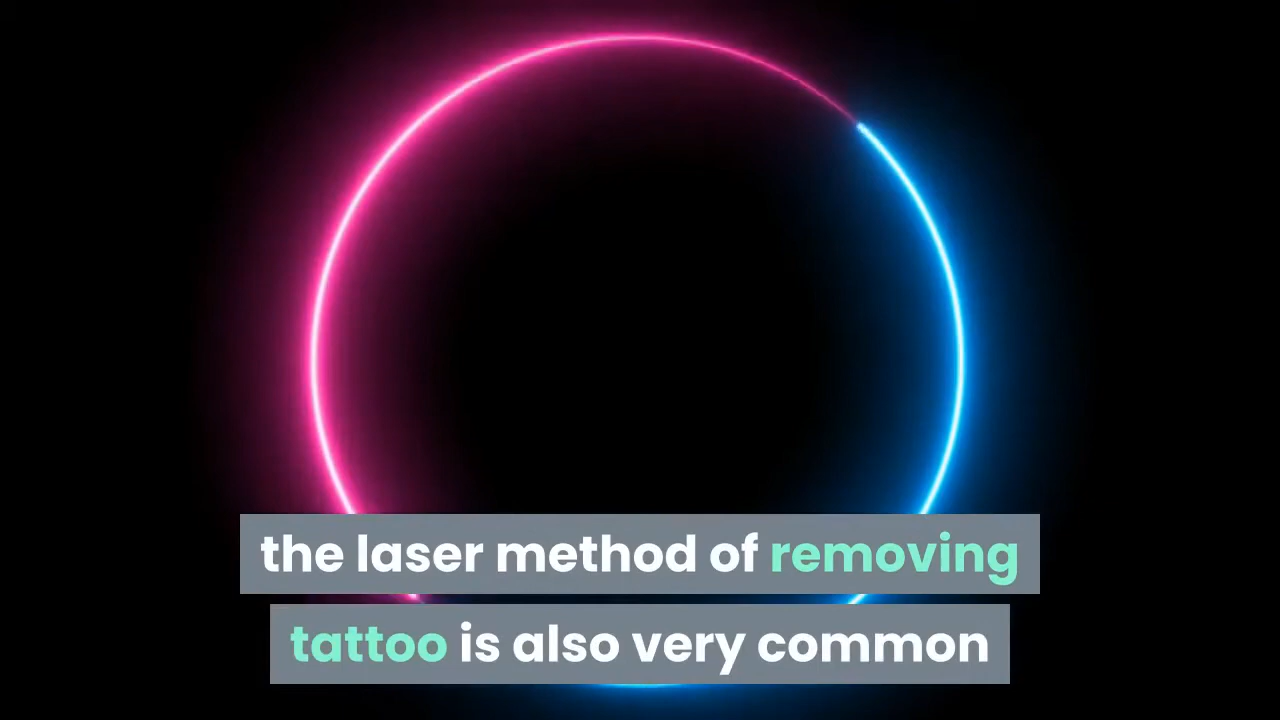 the laser method of removing
tattoo is also very common